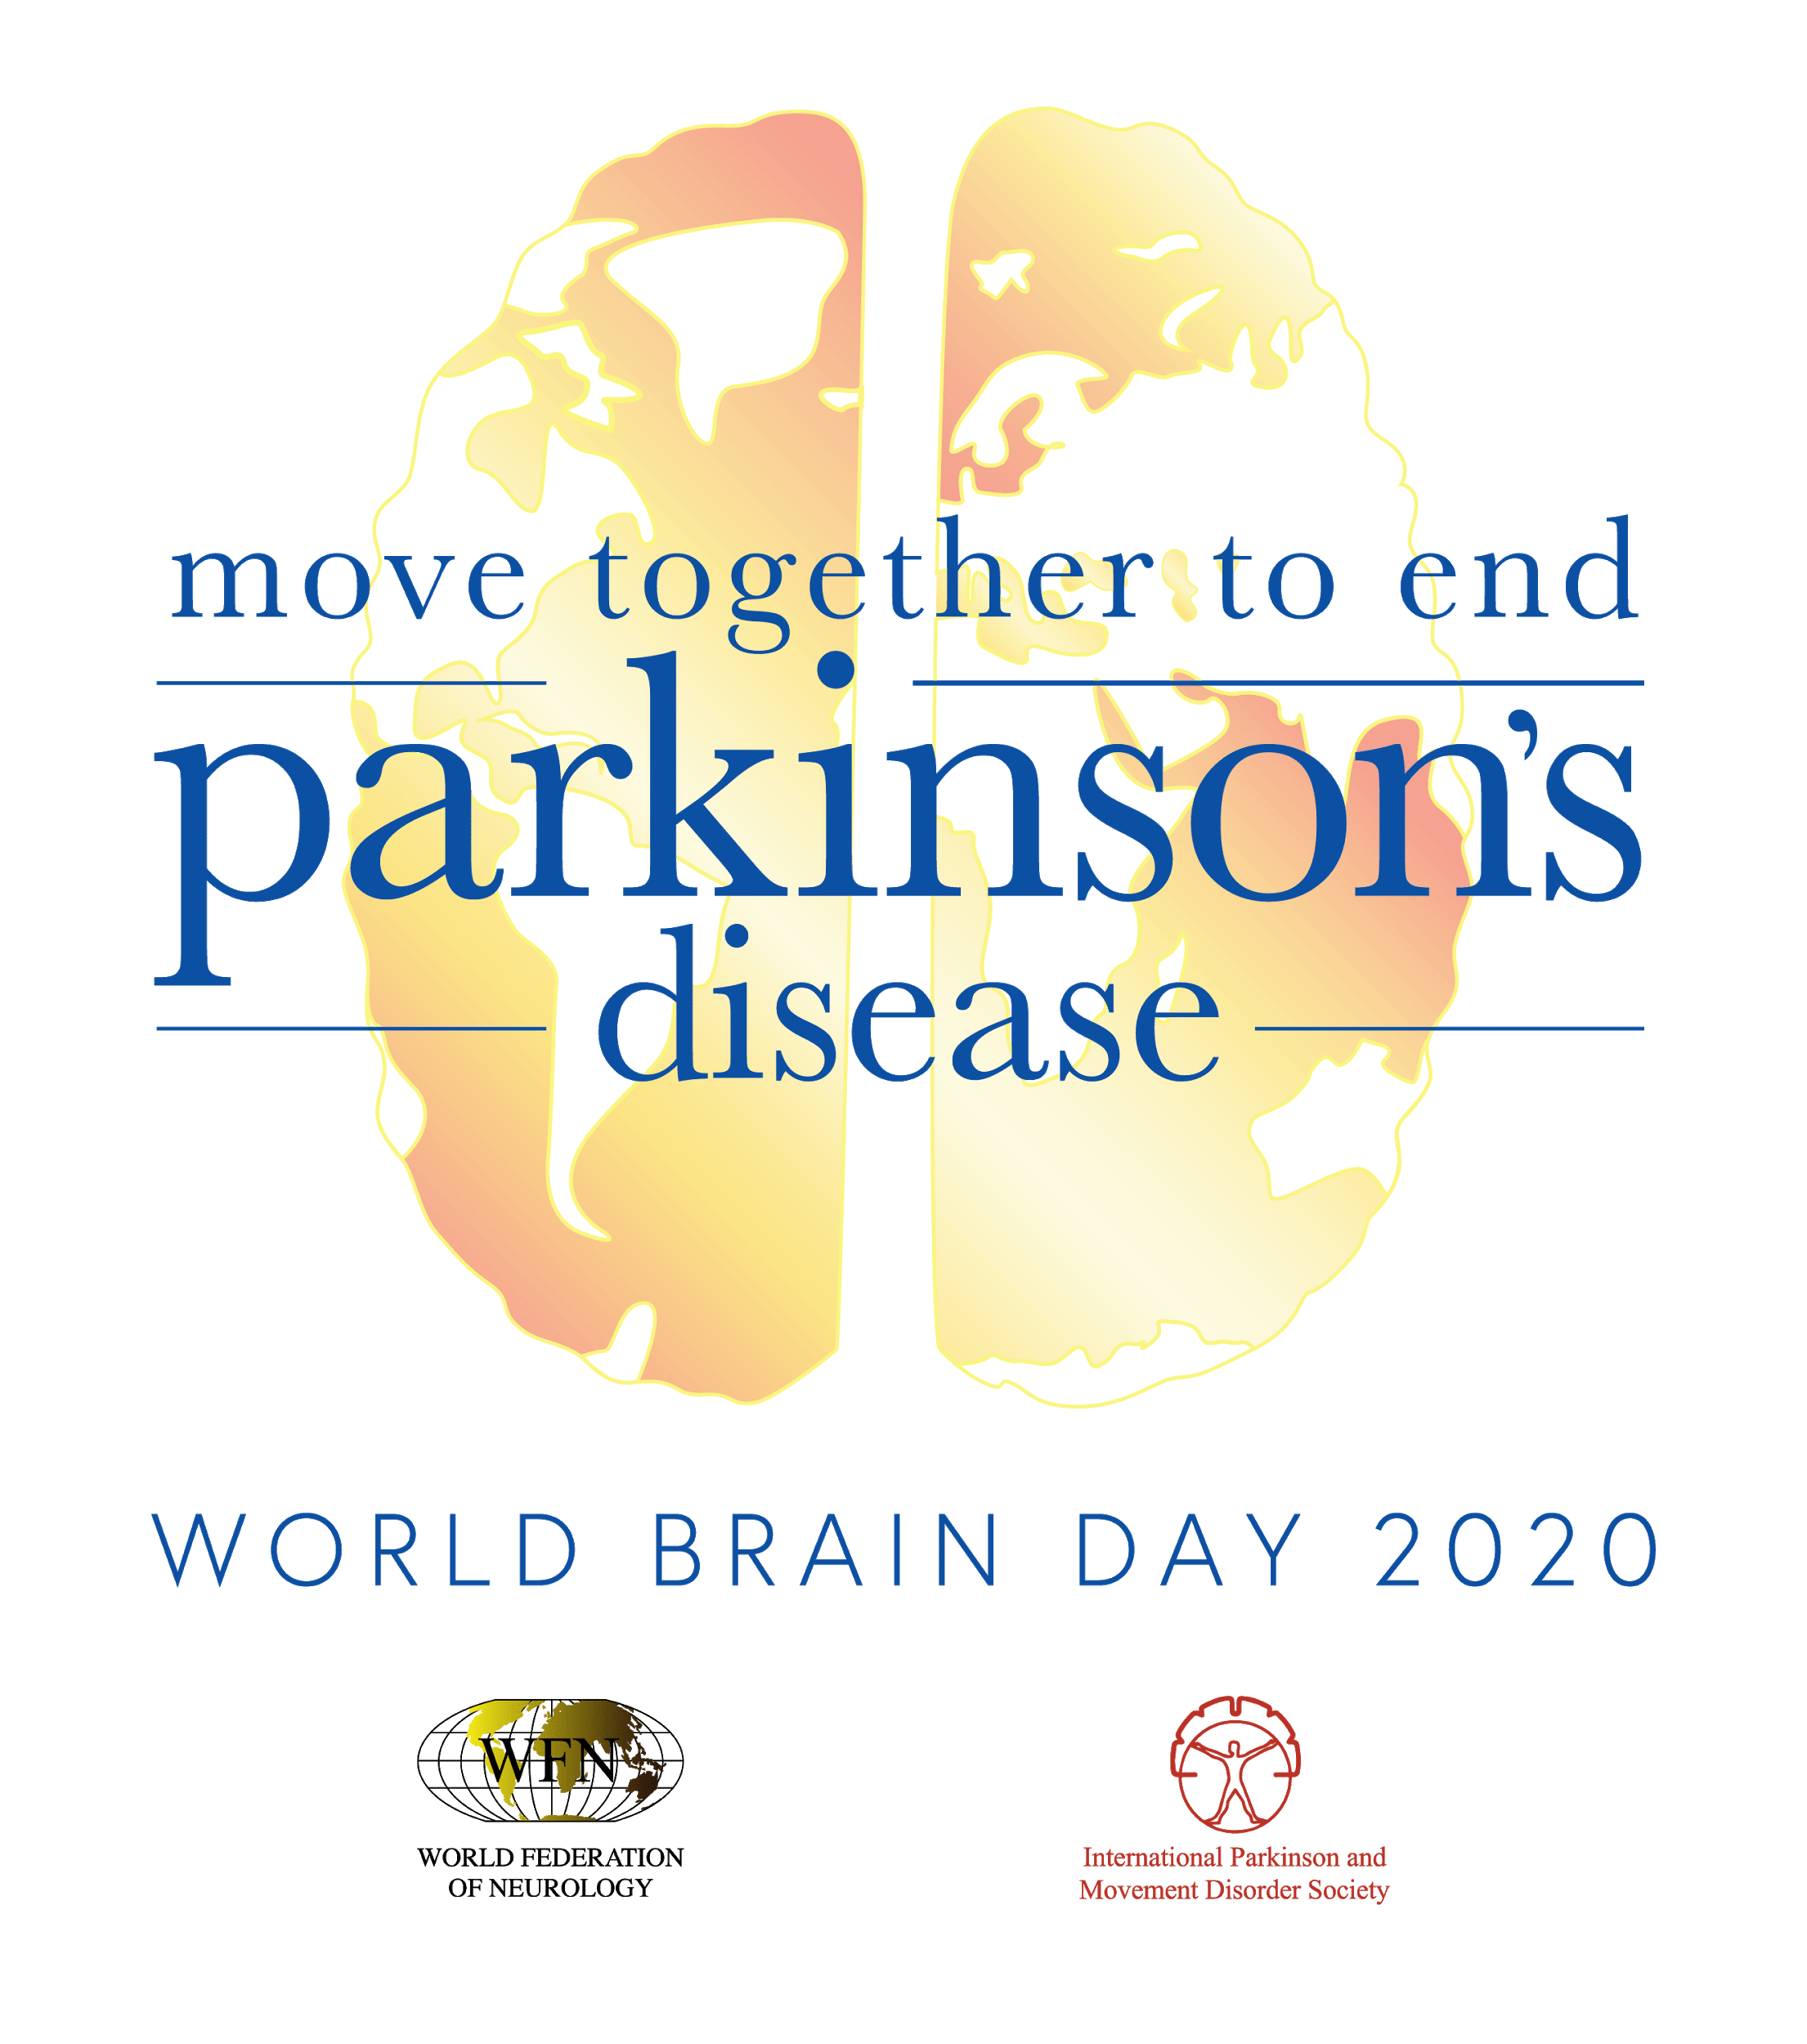 move together to end
parkinson's
disease
WORLD BRAIN DAY 2020
WFN
WORLD FEDERATION
OF NEUROLOGY
International Parkinson and
Movement Disorder Society